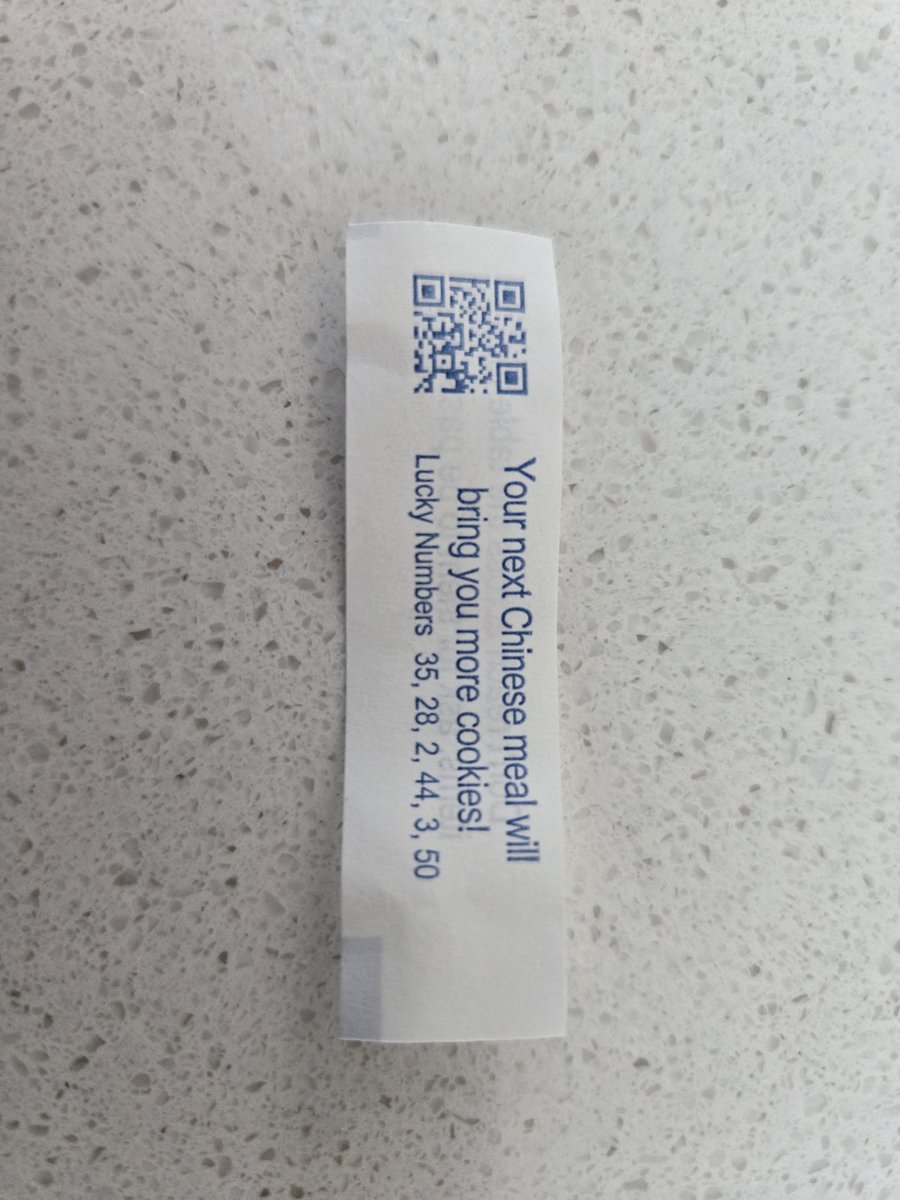 Your next Chinese meal will
bring you more cookies!
Lucky Numbers 35, 28, 2, 44, 3, 50